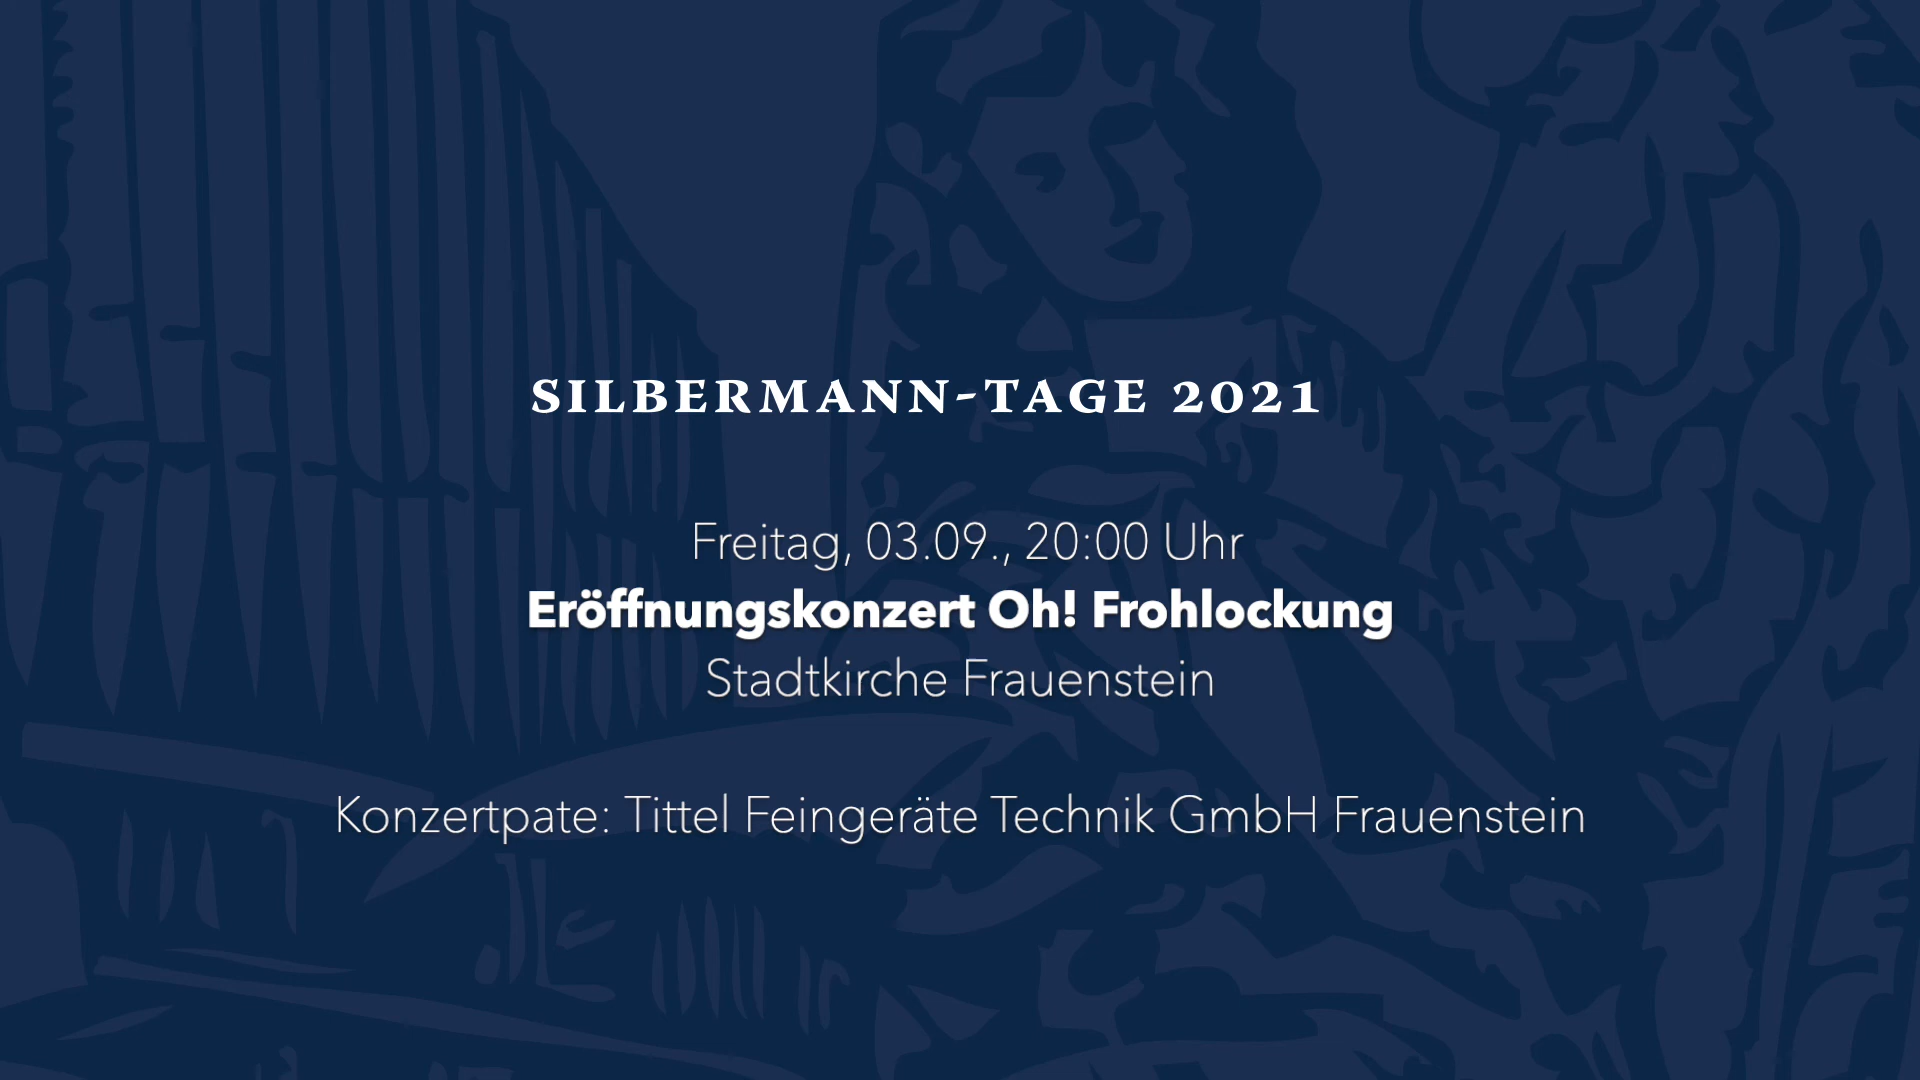 SILBERMANN-TAGE 2021
Freitag, 03.09., 20:00 Uhr
Eröffnungskonzert Oh! Frohlockung
Stadtkirche Frauenstein
Konzertpate: Tittel Feingeräte Technik GmbH Frauenstein